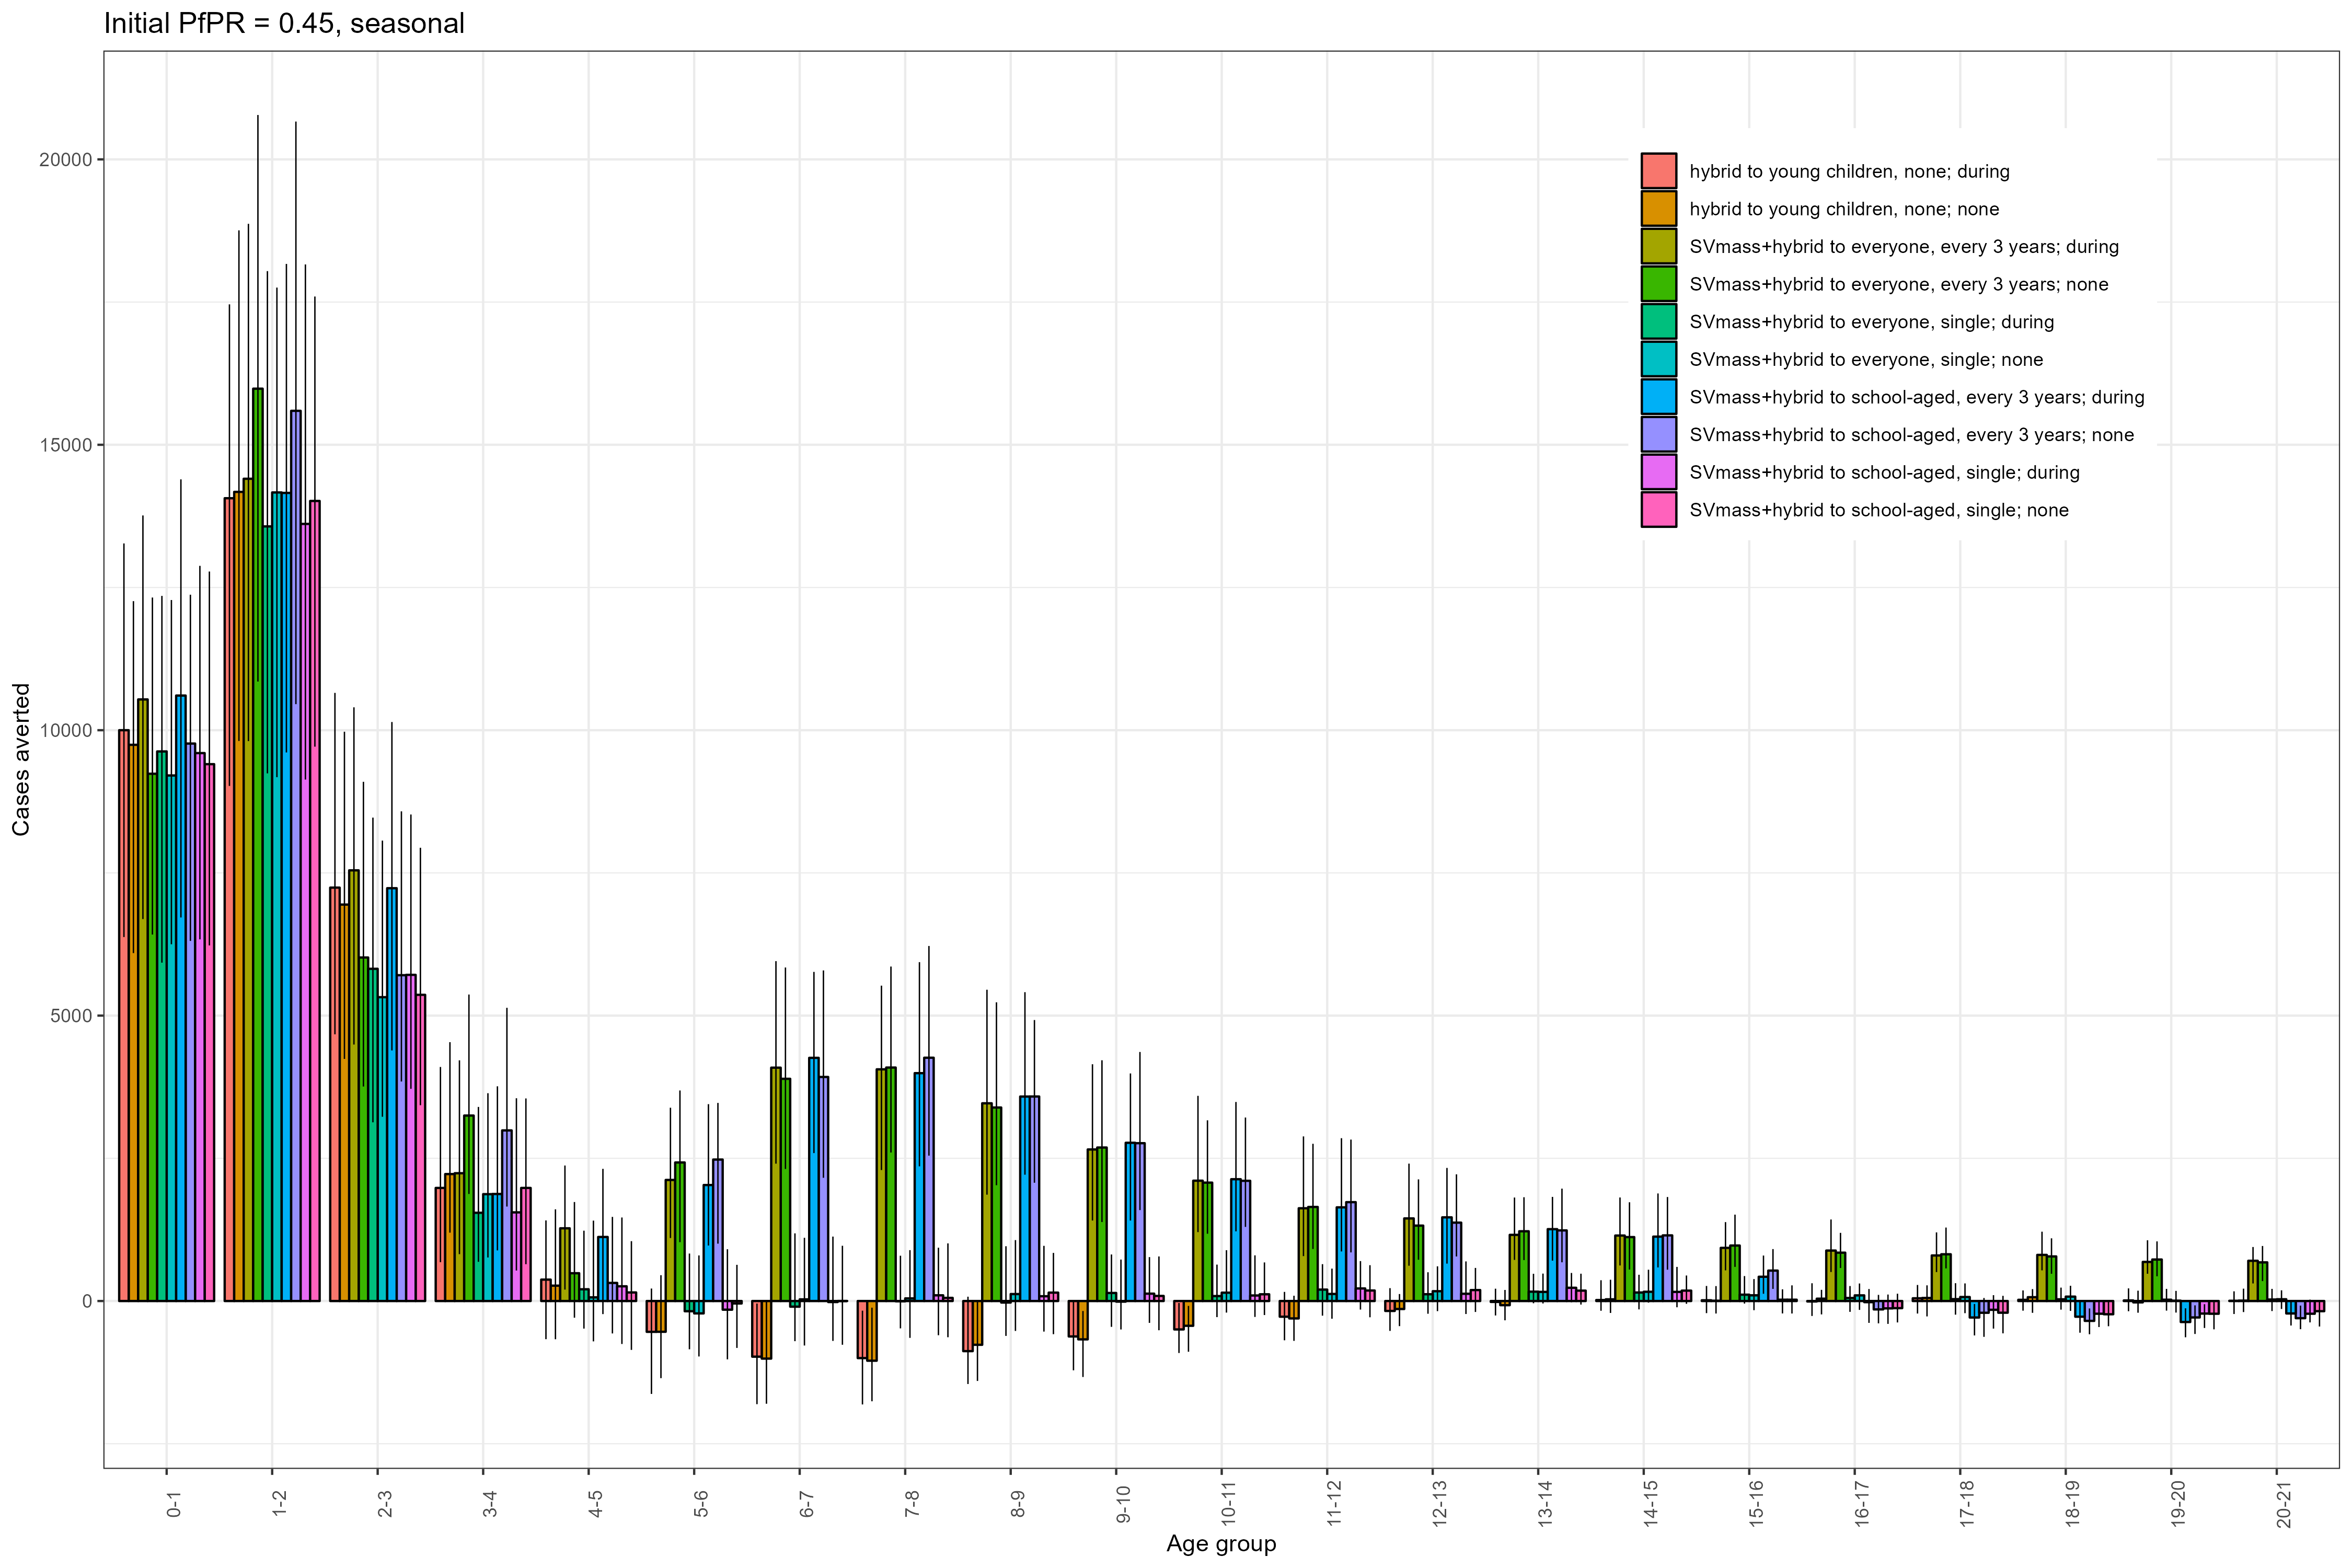 Initial PfPR = 0.45, seasonal
Cases averted
20000
15000
10000
5000
0
hybrid to young children, none; during
hybrid to young children, none; none
SVmass+hybrid to everyone, every 3 years; during
SVmass+hybrid to everyone, every 3 years; none
SVmass+hybrid to everyone, single; during
SVmass+hybrid to everyone, single; none
SVmass+hybrid to school-aged, every 3 years; during
SVmass+hybrid to school-aged, every 3 years; none
SVmass+hybrid to school-aged, single; during
SVmass+hybrid to school-aged, single; none
0-1
1-2
2-3
3-4
4-5
5-6
6-7
7-8
8-9
9-10
10-11
11-12
12-13
13-14
14-15
15-16
16-17
17-18
18-19
19-20
20-21
Age group